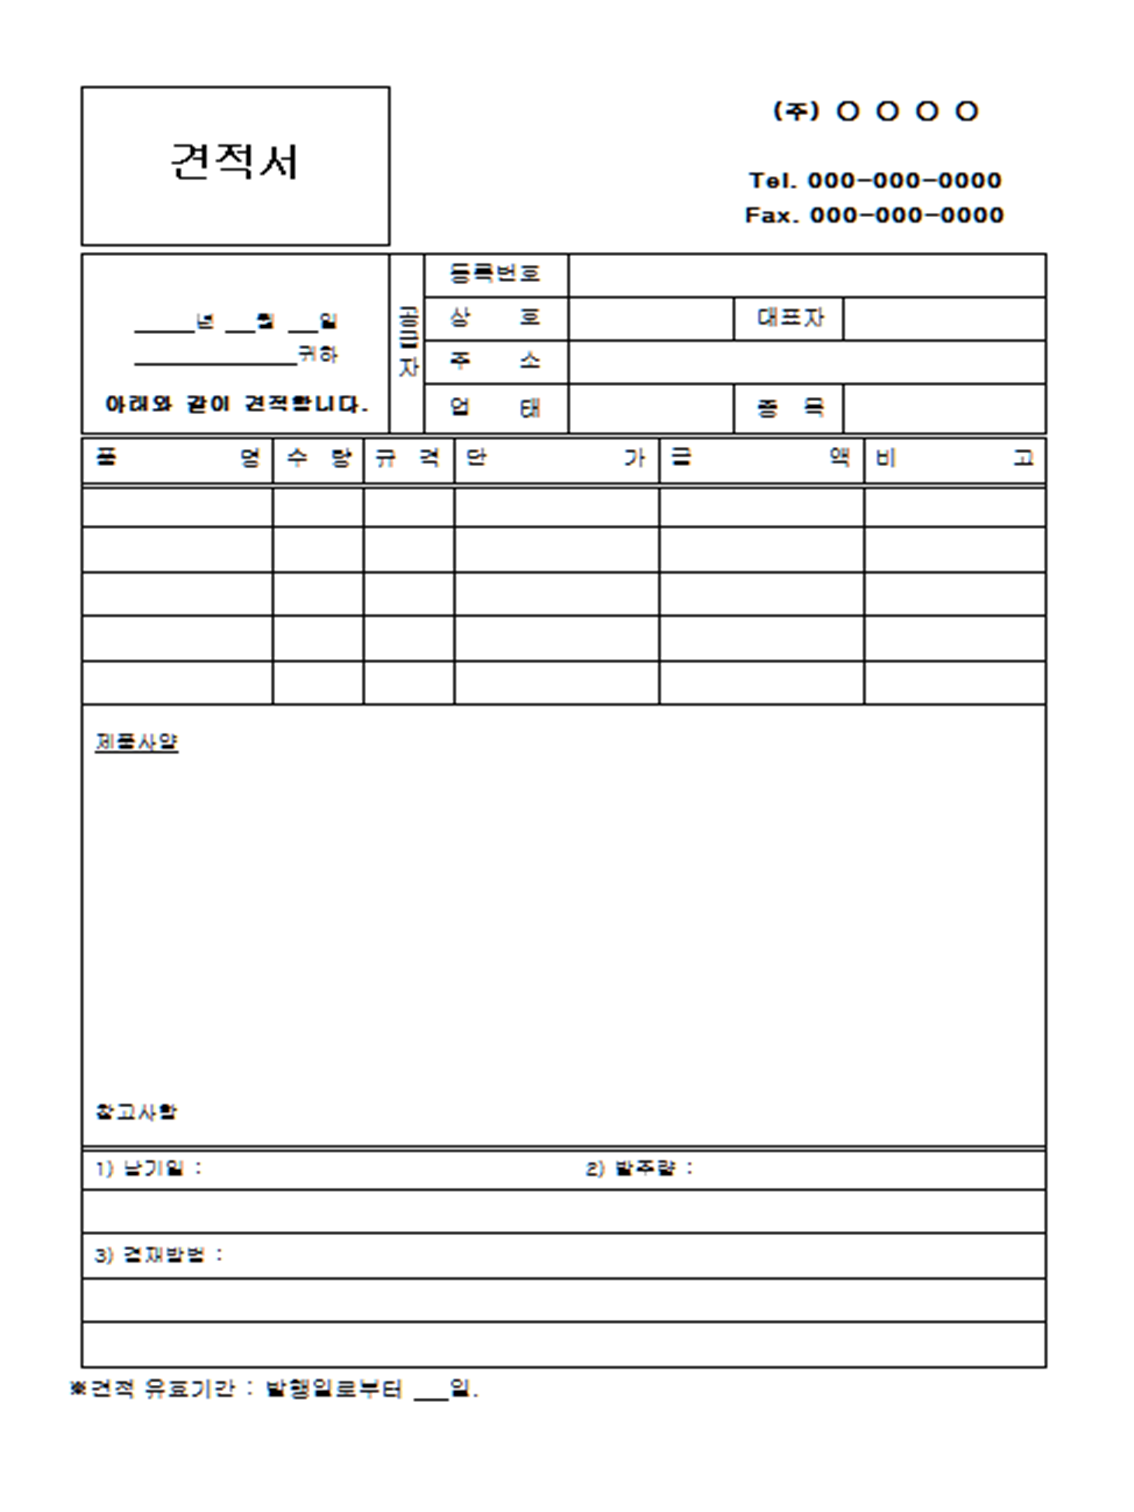 견적서
(주) ○ ○ ○ ○
Tel. 000-000-0000
Fax. 000-000-0000
____년 __월 __일
___________귀하
아래와 같이 견적합니다.
공급자
등록번호
상 호
대표자
주 소
업 태
종 목
품 명 수 량 규 격 단 가 금 액 비 고
제품사양
참고사항
1) 납기일 : 2) 발주량 :
3) 결재방법 :
※견적 유효기간 : 발행일로부터 ___일.